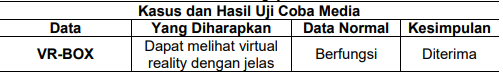 Kasus dan Hasil Uji Coba Media
Data Yang Diharapkan Data Normal Kesimpulan
VR-BOX Dapat melihat virtual reality dengan jelas Berfungsi Diterima